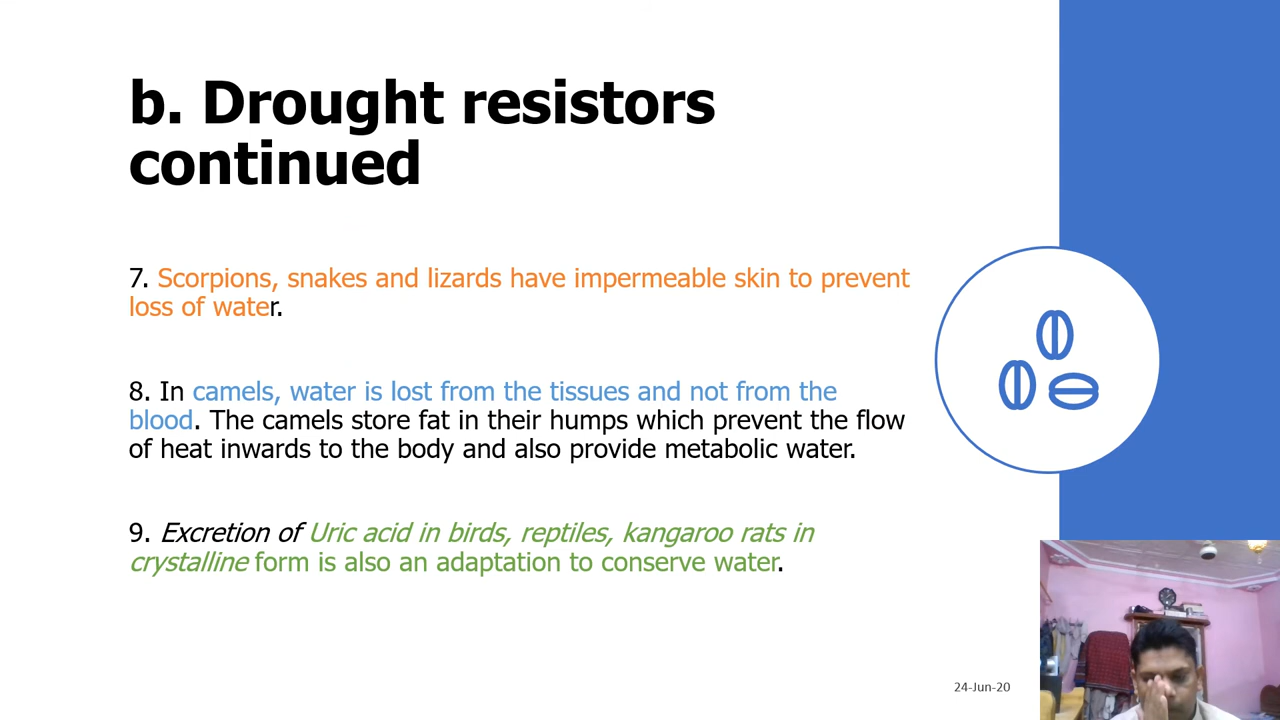 b. Drought resistors
continued
7. Scorpions, snakes and lizards have impermeable skin to prevent
loss of water.
8. In camels, water is lost from the tissues and not from the
blood. The camels store fat in their humps which prevent the flow
of heat inwards to the body and also provide metabolic water.
9. Excretion of Uric acid in birds, reptiles, kangaroo rats in
crystalline form is also an adaptation to conserve water.
24-Jun-20